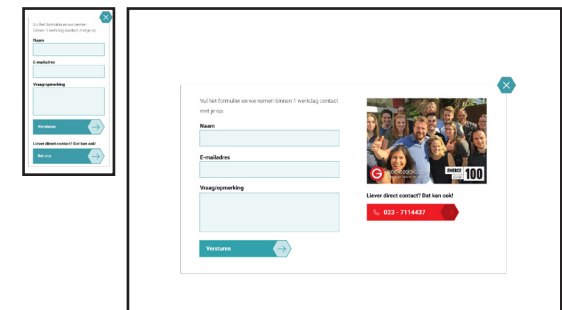 Vul het formulier en we nemen
binnen 1 werkdag contact met je op.
Naam
E-mailadres
Vraag/opmerking
Versturen
Liever direct contact? Dat kan ook!
Bel ons
Vul het formulier en we nemen binnen 1 werkdag contact
met je op.
Naam
E-mailadres
Vraag/opmerking
Versturen
EMERCE
100
Liever direct contact? Dat kan ook!
023 - 7114437